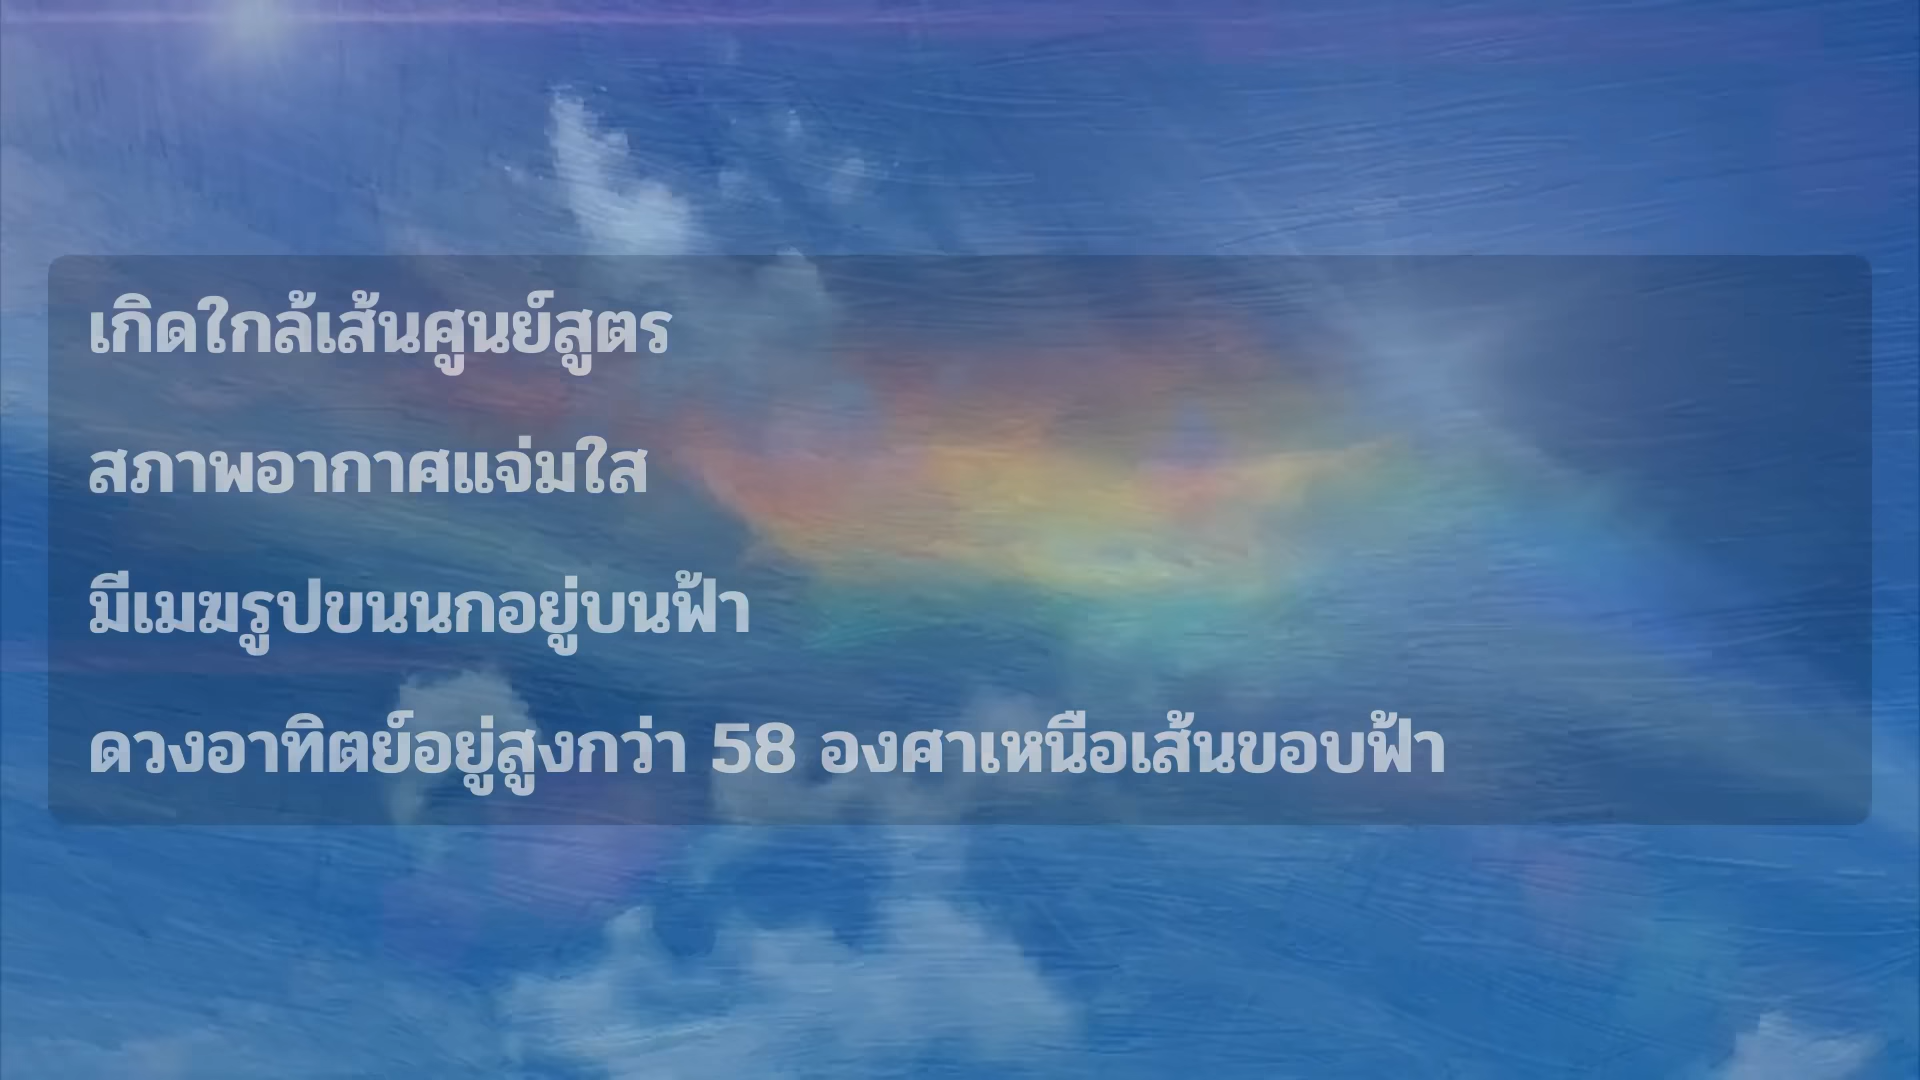 เกิดใกล้เส้นศูนย์สูตร
สภาพอากาศแจ่มใส
มีเมฆรูปขนนกอยู่บนฟ้า
ดวงอาทิตย์อยู่สูงกว่า 58 องศาเหนือเส้นขอบฟ้า